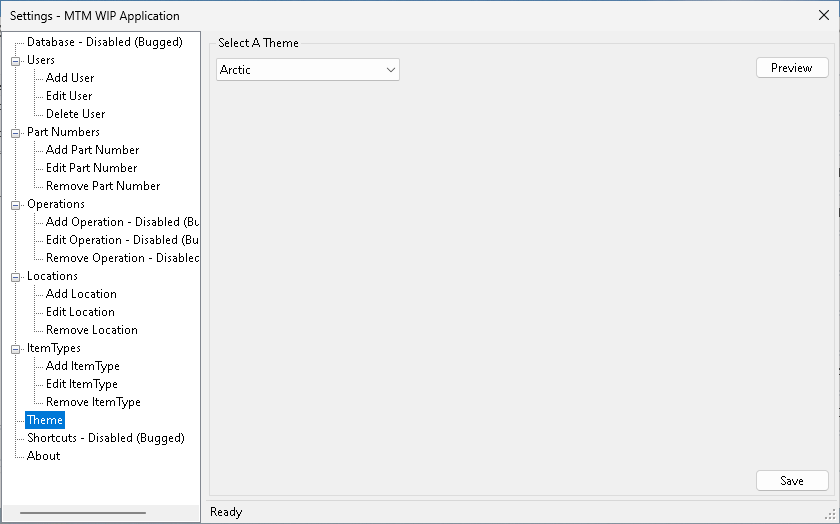 Settings - MTM WIP Application
Database - Disabled (Bugged)
Users
Add User
Edit User
Delete User
Part Numbers
Add Part Number
Edit Part Number
Remove Part Number
Operations
Add Operation - Disabled (Bu
Edit Operation - Disabled (Bu
Remove Operation - Disabled
Locations
Add Location
Edit Location
Remove Location
ItemTypes
Add ItemType
Edit ItemType
Remove ItemType
Theme
Shortcuts - Disabled (Bugged)
About
Select A Theme
Arctic
Preview
Save
Ready